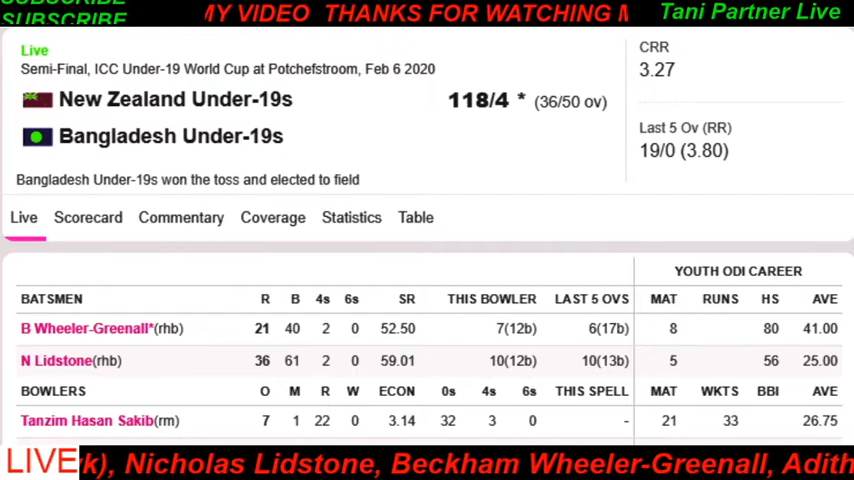 SUBSCRIBE
SUBSCRIBE
MY VIDEO THANKS FOR WATCHING M
Tani Partner Live
Live
Semi-Final, ICC Under-19 World Cup at Potchefstroom, Feb 6 2020
New Zealand Under-19s 118/4 * (36/50 ov)
Bangladesh Under-19s
Bangladesh Under-19s won the toss and elected to field
CRR
3.27
Last 5 Ov (RR)
19/0 (3.80)
Live Scorecard Commentary Coverage Statistics Table
YOUTH ODI CAREER
BATSMEN R B 4s 6s SR THIS BOWLER LAST 5 OVS MAT RUNS HS AVE
B Wheeler-Greenall*(rhb) 21 40 2 0 52.50 7(12b) 6(17b) 8 80 41.00
N Lidstone(rhb) 36 61 2 0 59.01 10(12b) 10(13b) 5 56 25.00
BOWLERS O M R W ECON 0s 4s 6s THIS SPELL MAT WKTS BBI AVE
Tanzim Hasan Sakib(rm) 7 1 22 0 3.14 32 3 0 - 21 33 26.75
LIVE k), Nicholas Lidstone, Beckham Wheeler-Greenall, Adith